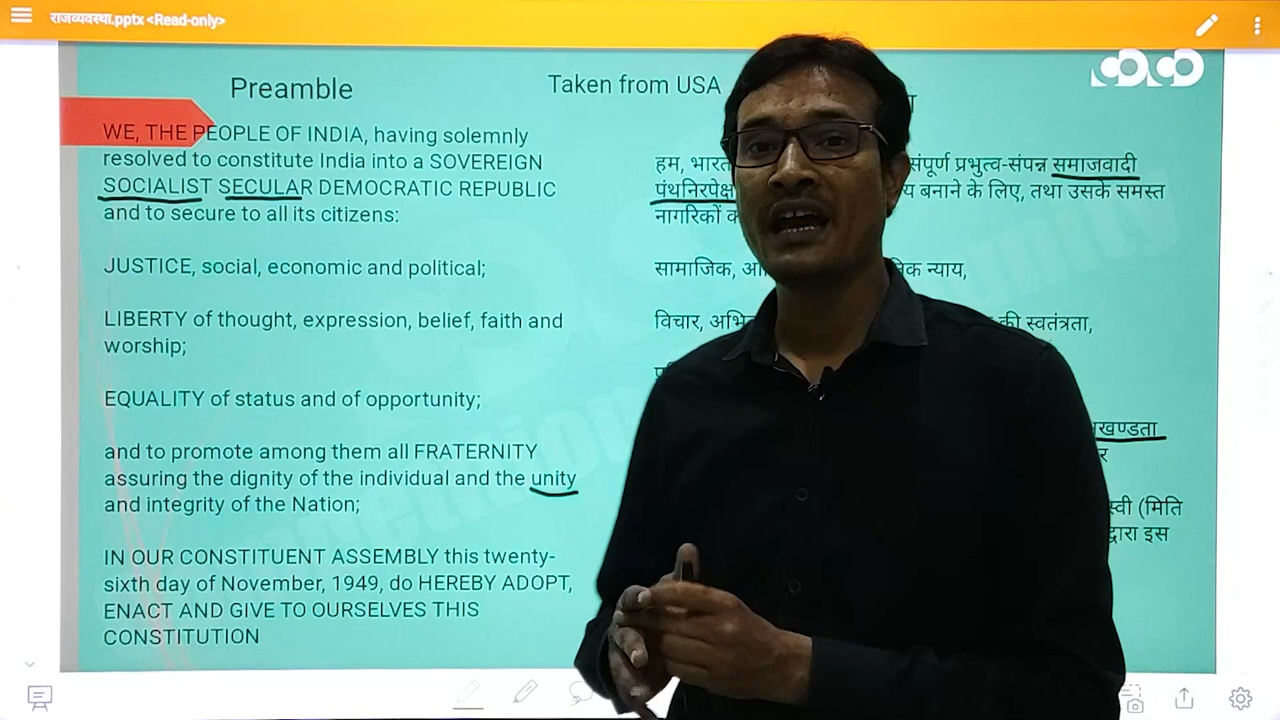 राजव्यवस्था.pptx <Read-only>
Preamble
Taken from USA
WE, THE PEOPLE OF INDIA, having solemnly
resolved to constitute India into a SOVEREIGN
SOCIALIST SECULAR DEMOCRATIC REPUBLIC
and to secure to all its citizens:
JUSTICE, social, economic and political;
LIBERTY of thought, expression, belief, faith and
worship;
EQUALITY of status and of opportunity;
and to promote among them all FRATERNITY
assuring the dignity of the individual and the unity
and integrity of the Nation;
IN OUR CONSTITUENT ASSEMBLY this twenty-
sixth day of November, 1949, do HEREBY ADOPT,
ENACT AND GIVE TO OURSELVES THIS
CONSTITUTION
हम, संपूर्ण प्रभुत्व-संपन्न समाजवादी
पंथनिरपेक्ष बनाने के लिए, तथा उसके समस्त
नागरिकों
सामाजिक, न्याय,
विचार, की स्वतंत्रता,
(मिति
इस